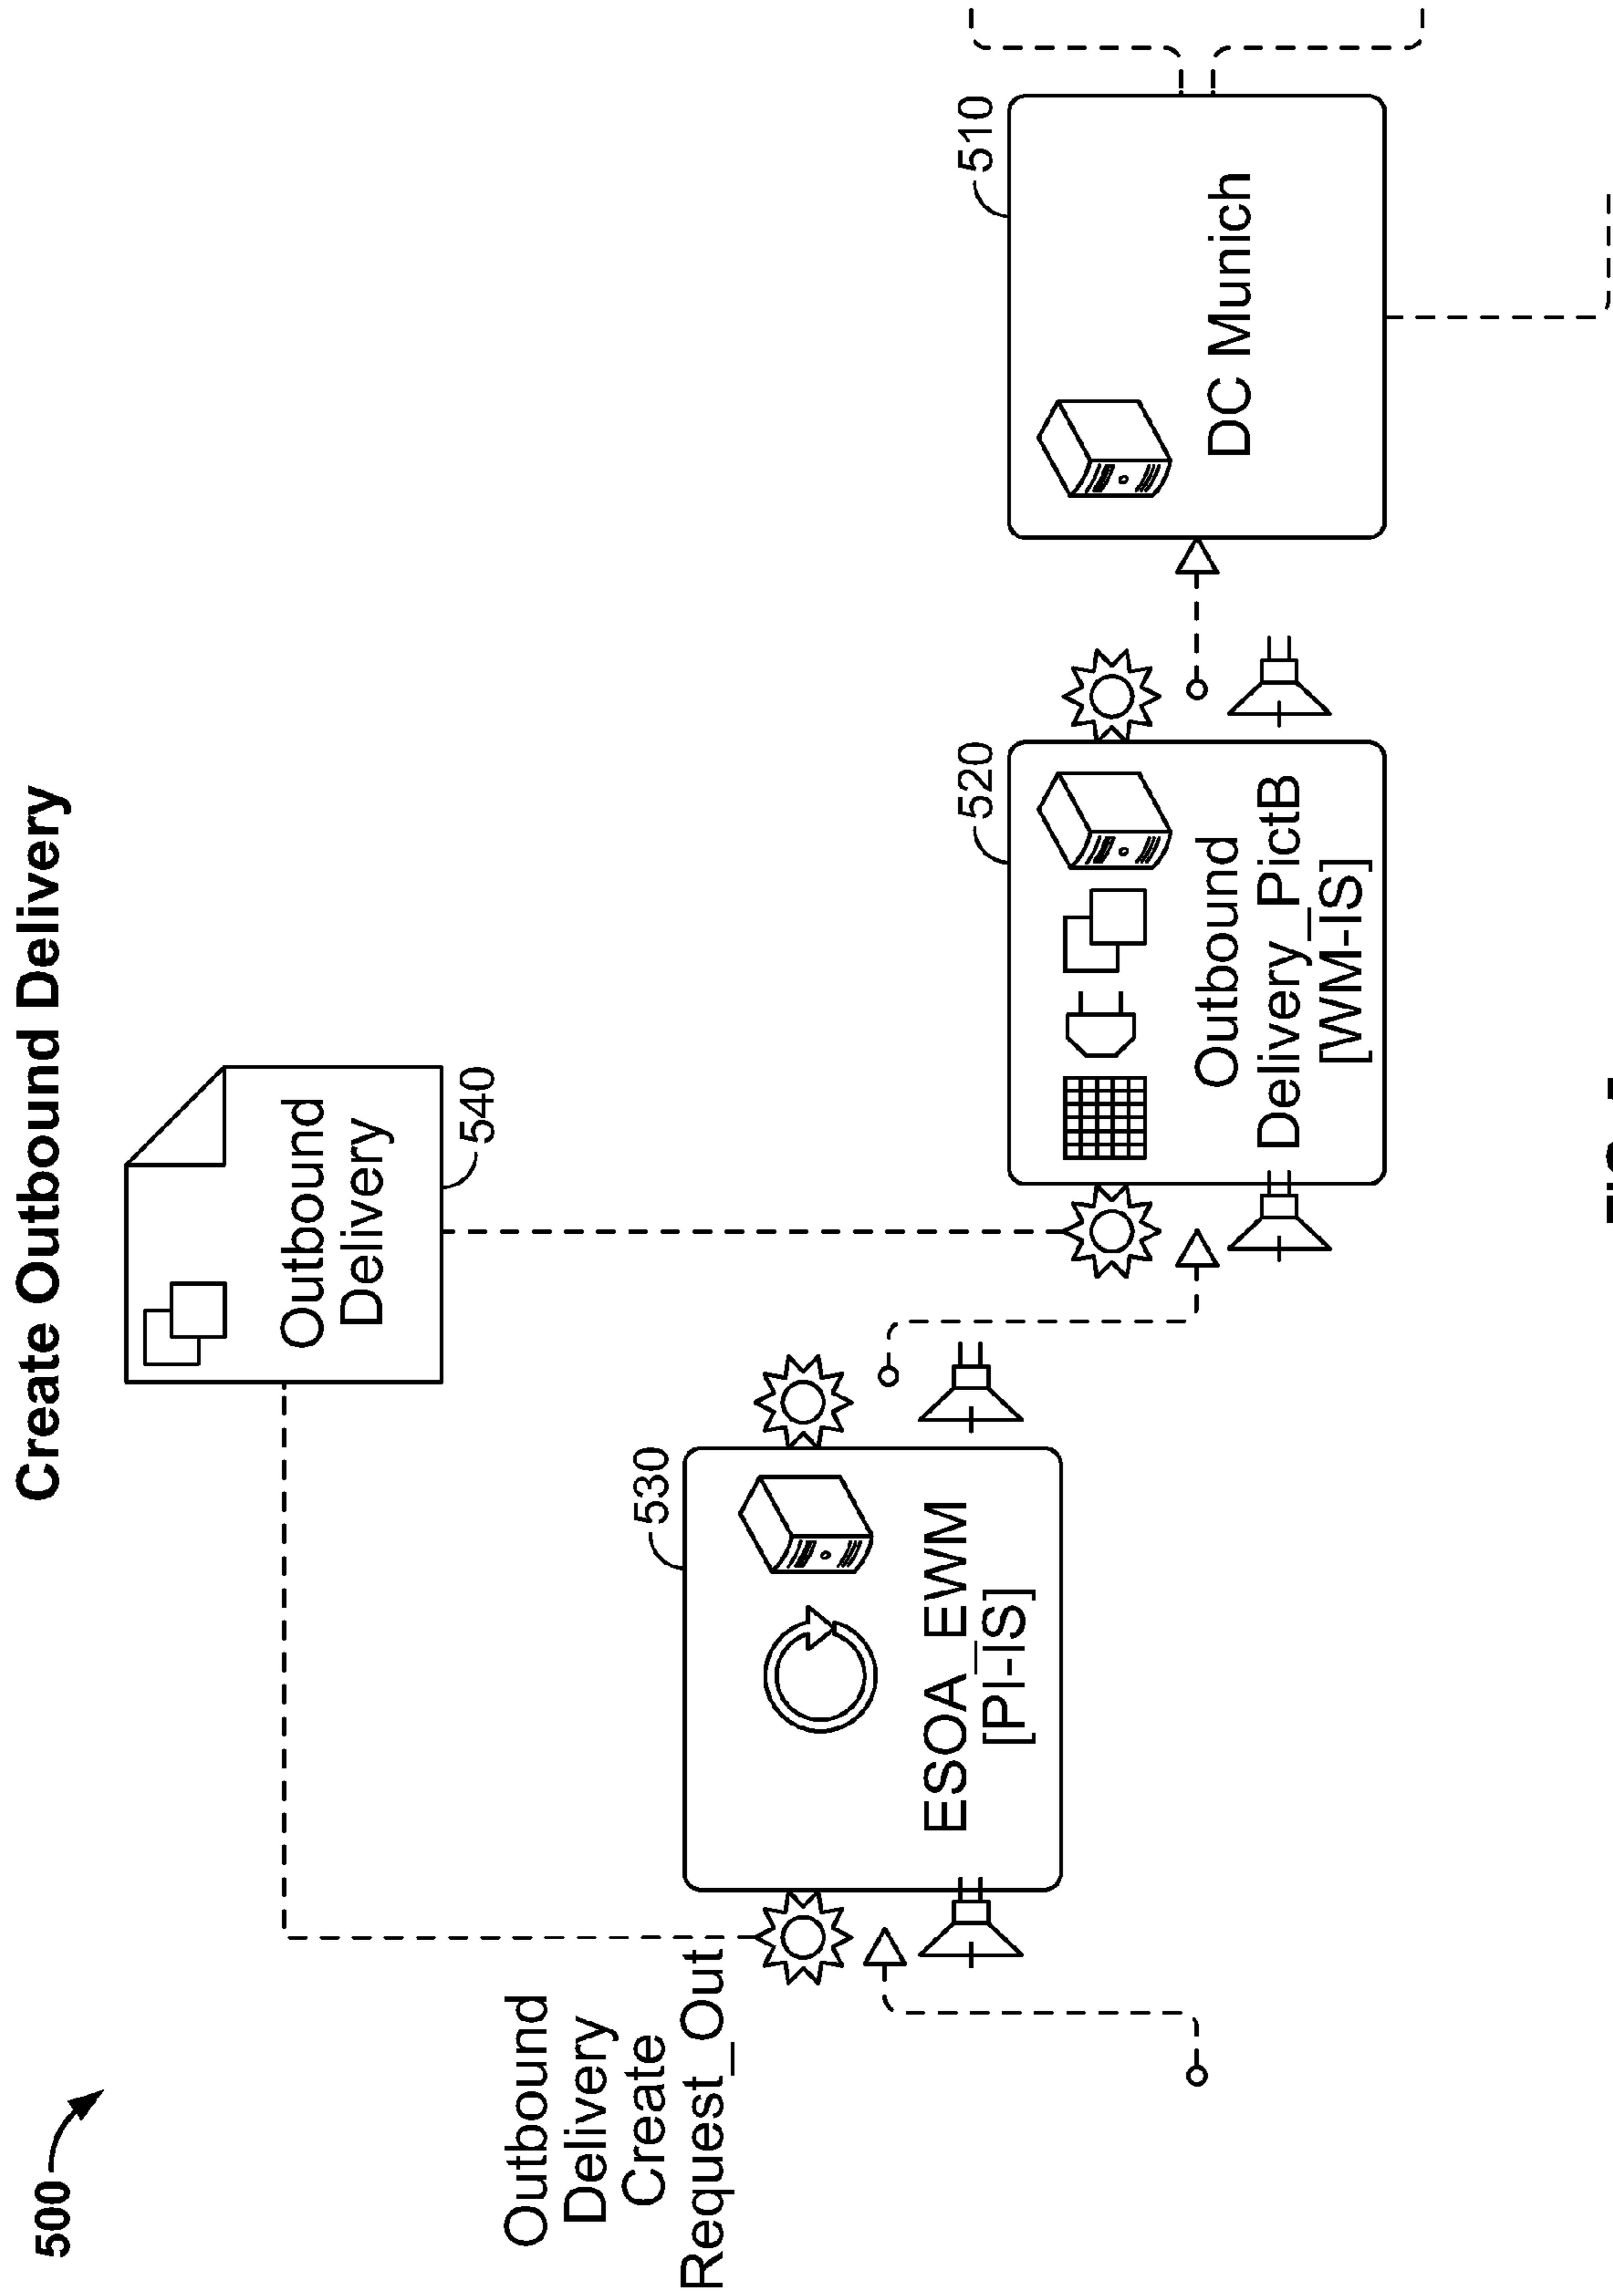 500
Create Outbound Delivery
Outbound
Delivery
540
Outbound
Delivery
Create
Request_Out
530
ESOA_EWM
[PI-IS]
520
Outbound
Delivery_PictB
[WM-IS]
510
DC Munich